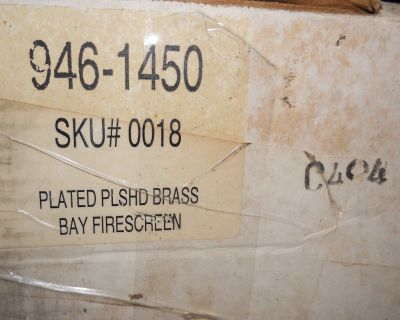 946-1450
SKU# 0018
PLATED PLSHD BRASS
BAY FIRESCREEN
C404